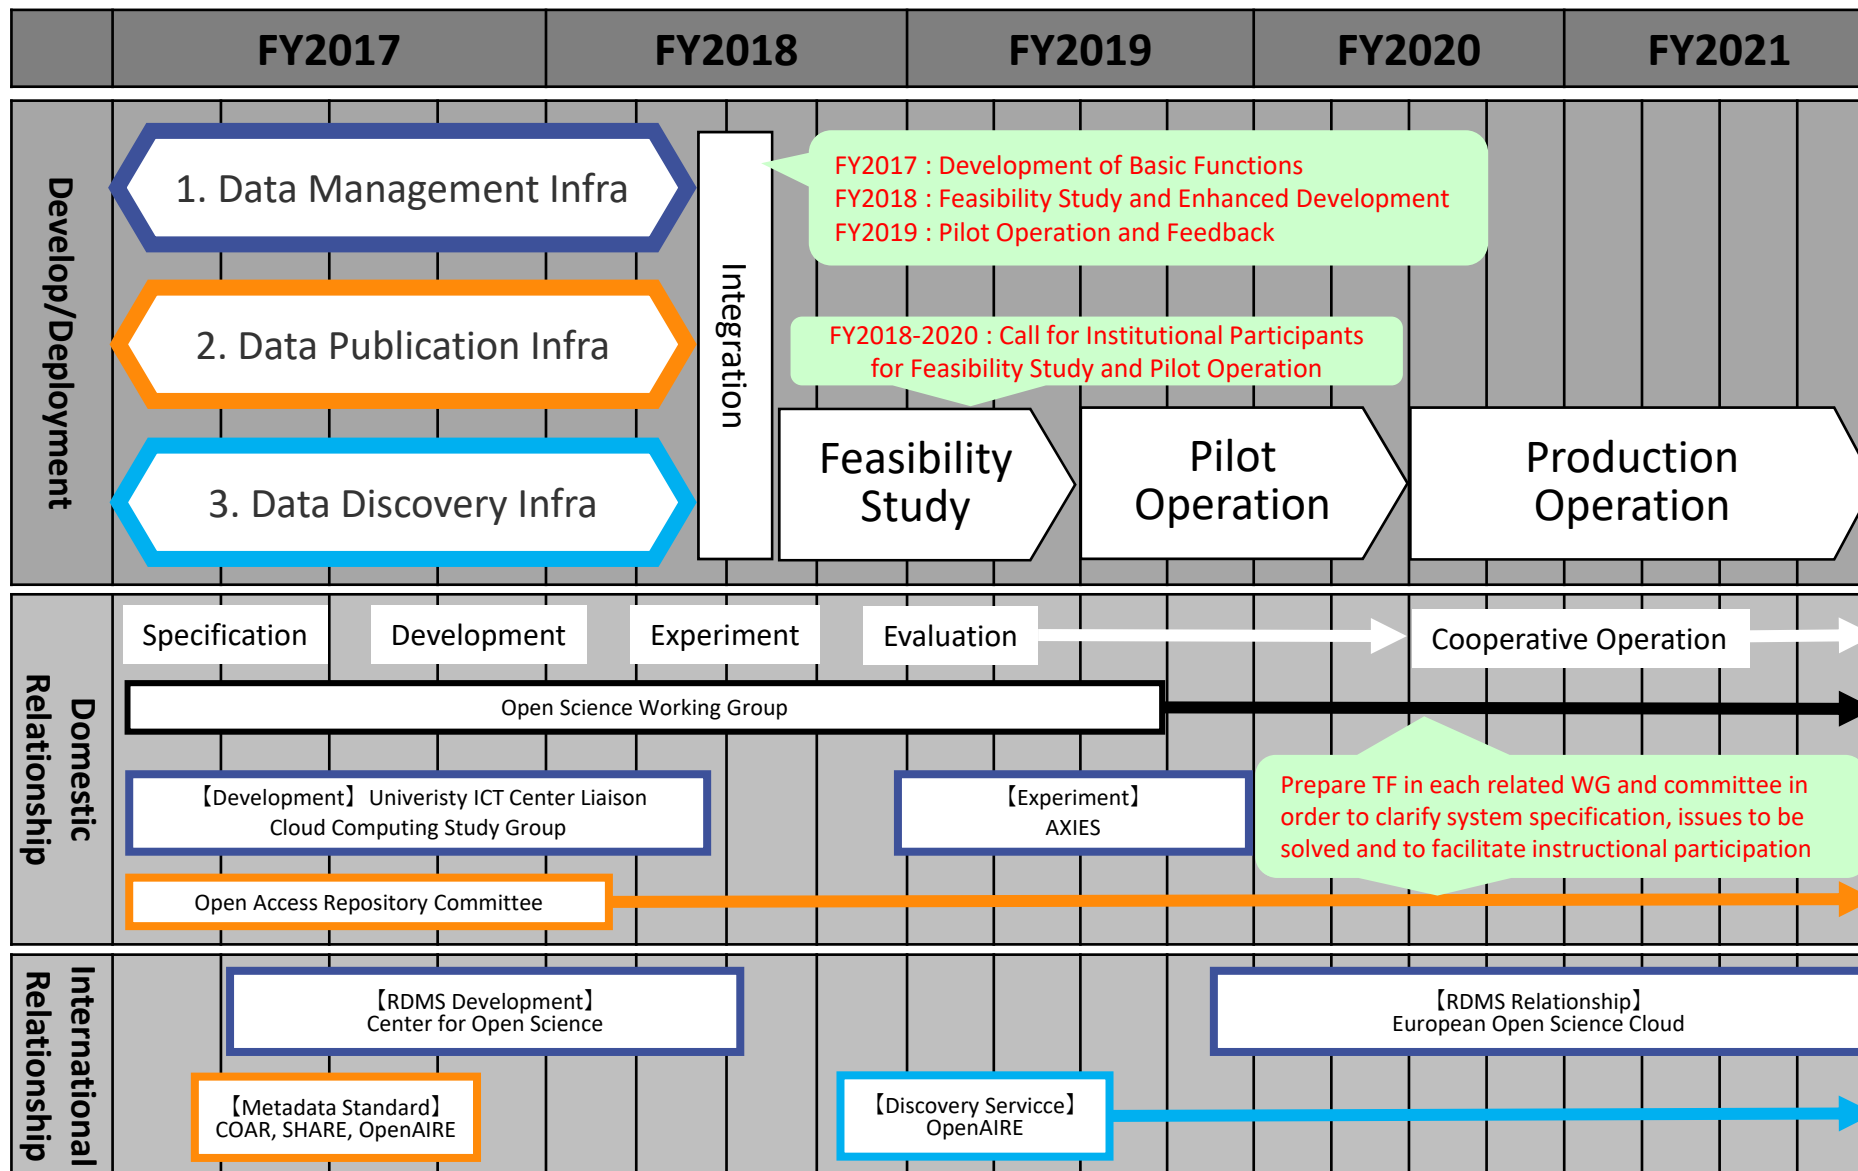 FY2017 FY2018 FY2019 FY2020 FY2021
Develop/Deployment
1. Data Management Infra
2. Data Publication Infra
3. Data Discovery Infra
Integration
FY2017 : Development of Basic Functions
FY2018 : Feasibility Study and Enhanced Development
FY2019 : Pilot Operation and Feedback
FY2018-2020 : Call for Institutional Participants
for Feasibility Study and Pilot Operation
Feasibility
Study
Pilot
Operation
Production
Operation
Domestic
Relationship
Specification
Development
Experiment
Evaluation
Cooperative Operation
Open Science Working Group
【Development】 Univeristy ICT Center Liaison
Cloud Computing Study Group
【Experiment】
AXIES
Prepare TF in each related WG and committee in
order to clarify system specification, issues to be
solved and to facilitate instructional participation
Open Access Repository Committee
International
Relationship
【RDMS Development】
Center for Open Science
【RDMS Relationship】
European Open Science Cloud
【Metadata Standard】
COAR, SHARE, OpenAIRE
【Discovery Servicce】
OpenAIRE